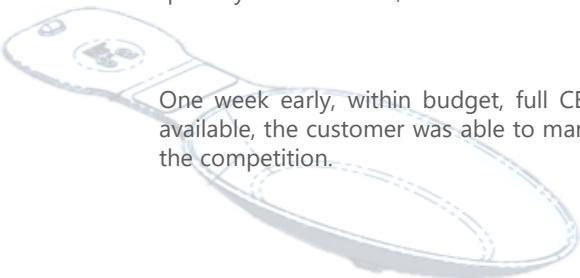 One week early, within budget, full CE
available, the customer was able to mar
the competition.